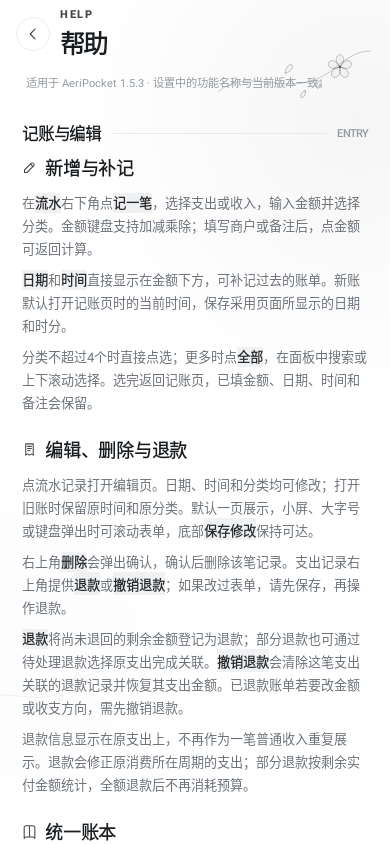 HELP
帮助
适用于 AeriPocket 1.5.3 · 设置中的功能名称与当前版本一致。
记账与编辑
ENTRY
新增与补记
在流水右下角点记一笔，选择支出或收入，输入金额并选择
分类。金额键盘支持加减乘除；填写商户或备注后，点金额
可返回计算。
日期和时间直接显示在金额下方，可补记过去的账单。新账
默认打开记账页时的当前时间，保存采用页面所显示的日期
和时分。
分类不超过4个时直接点选；更多时点全部，在面板中搜索或
上下滚动选择。选完返回记账页，已填金额、日期、时间和
备注会保留。
编辑、删除与退款
点流水记录打开编辑页。日期、时间和分类均可修改；打开
旧账时保留原时间和原分类。默认一页展示，小屏、大字号
或键盘弹出时可滚动表单，底部保存修改保持可达。
右上角删除会弹出确认，确认后删除该笔记录。支出记录右
上角提供退款或撤销退款；如果改过表单，请先保存，再操
作退款。
退款将尚未退回的剩余金额登记为退款；部分退款也可通过
待处理退款选择原支出完成关联。撤销退款会清除这笔支出
关联的退款记录并恢复其支出金额。已退款账单若要改金额
或收支方向，需先撤销退款。
退款信息显示在原支出上，不再作为一笔普通收入重复展
示。退款会修正原消费所在周期的支出；部分退款按剩余实
付金额统计，全额退款后不再消耗预算。
统一账本